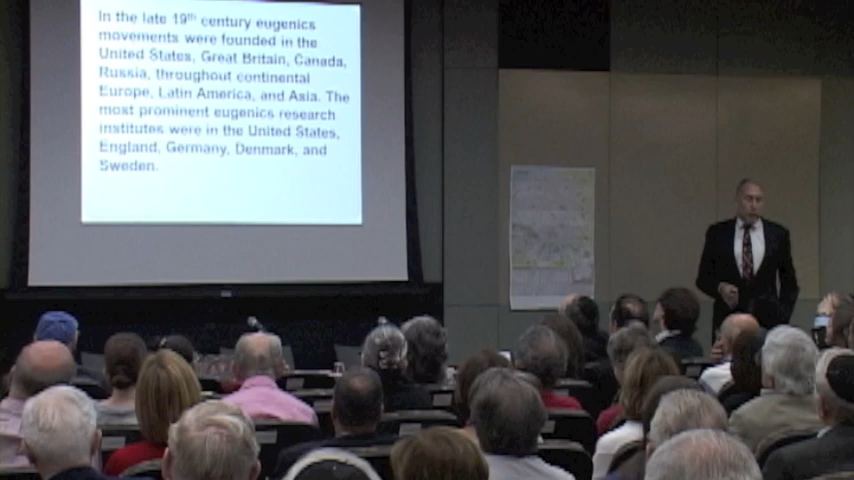 In the late 19th century eugenics
movements were founded in the
United States, Great Britain, Canada,
Russia, throughout continental
Europe, Latin America, and Asia. The
most prominent eugenics research
institutes were in the United States,
England, Germany, Denmark, and
Sweden.